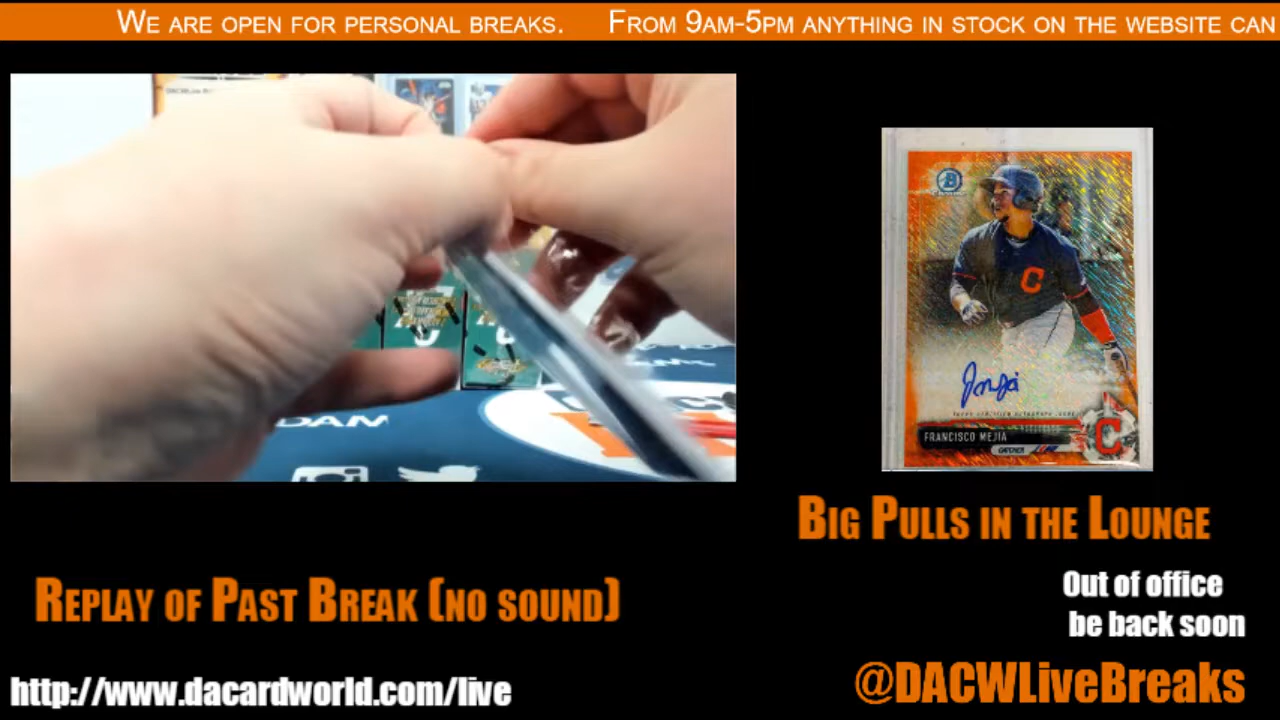 WE ARE OPEN FOR PERSONAL BREAKS. FROM 9AM-5PM ANYTHING IN STOCK ON THE WEBSITE CAN
DAM
FRANCISCO MEJIA
CATCHER
BIG PULLS IN THE LOUNGE
REPLAY OF PAST BREAK (NO SOUND)
Out of office
be back soon
http://www.dacardworld.com/live
@DACWLiveBreaks